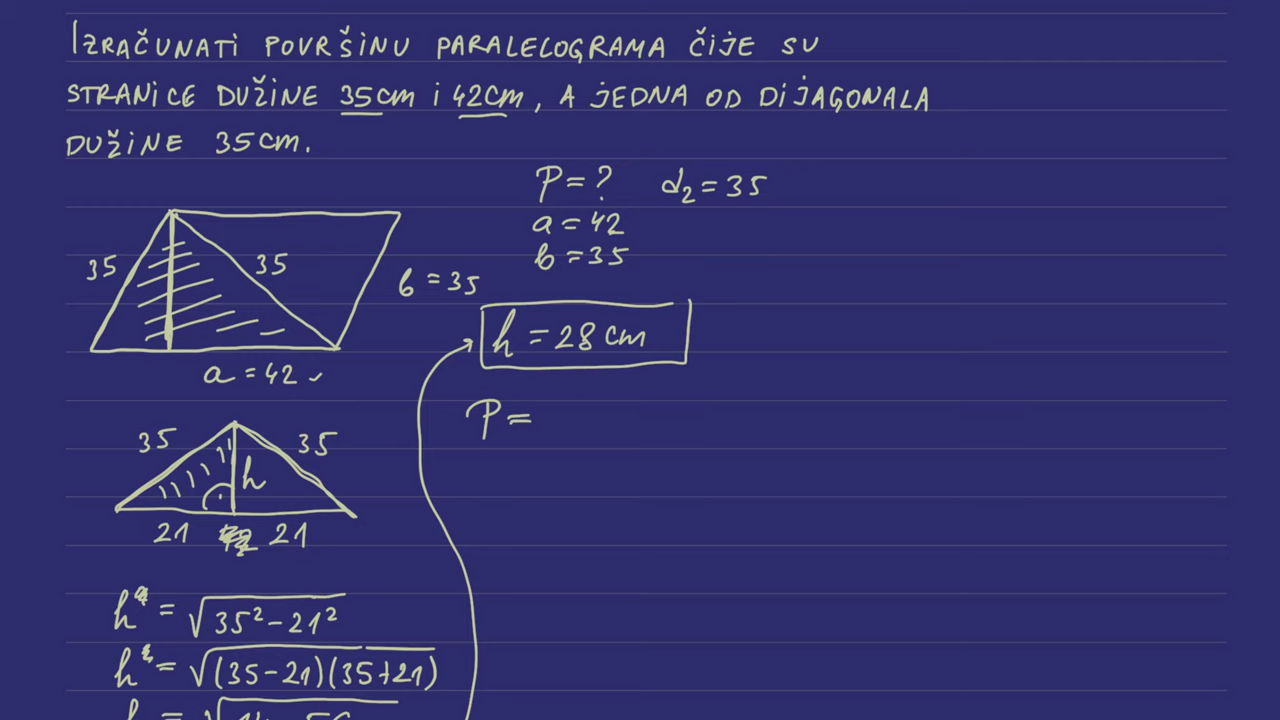 IZRAČUNATI POVRŠINU PARALELOGRAMA ČIJE SU
STRANICE DUŽINE 35cm i 42cm, A JEDNA OD DIJAGONALA
DUŽINE 35cm.
P = ? d₂ = 35
a = 42
b = 35
35 35
b = 35
a = 42
h = 28 cm
P =
35 35
h
21 21
h = √35² - 21²
h = √(35-21)(35+21)